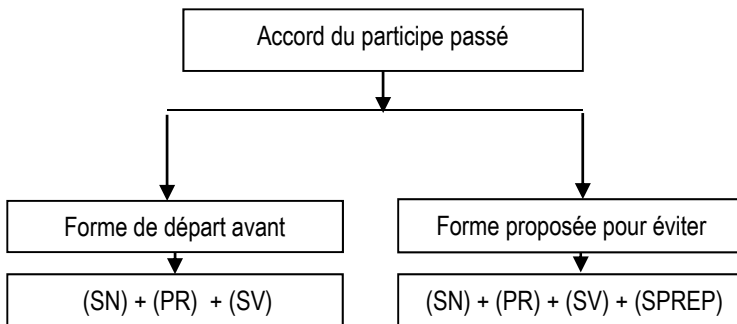 Accord du participe passé
Forme de départ avant
Forme proposée pour éviter
(SN) + (PR) + (SV)
(SN) + (PR) + (SV) + (SPREP)